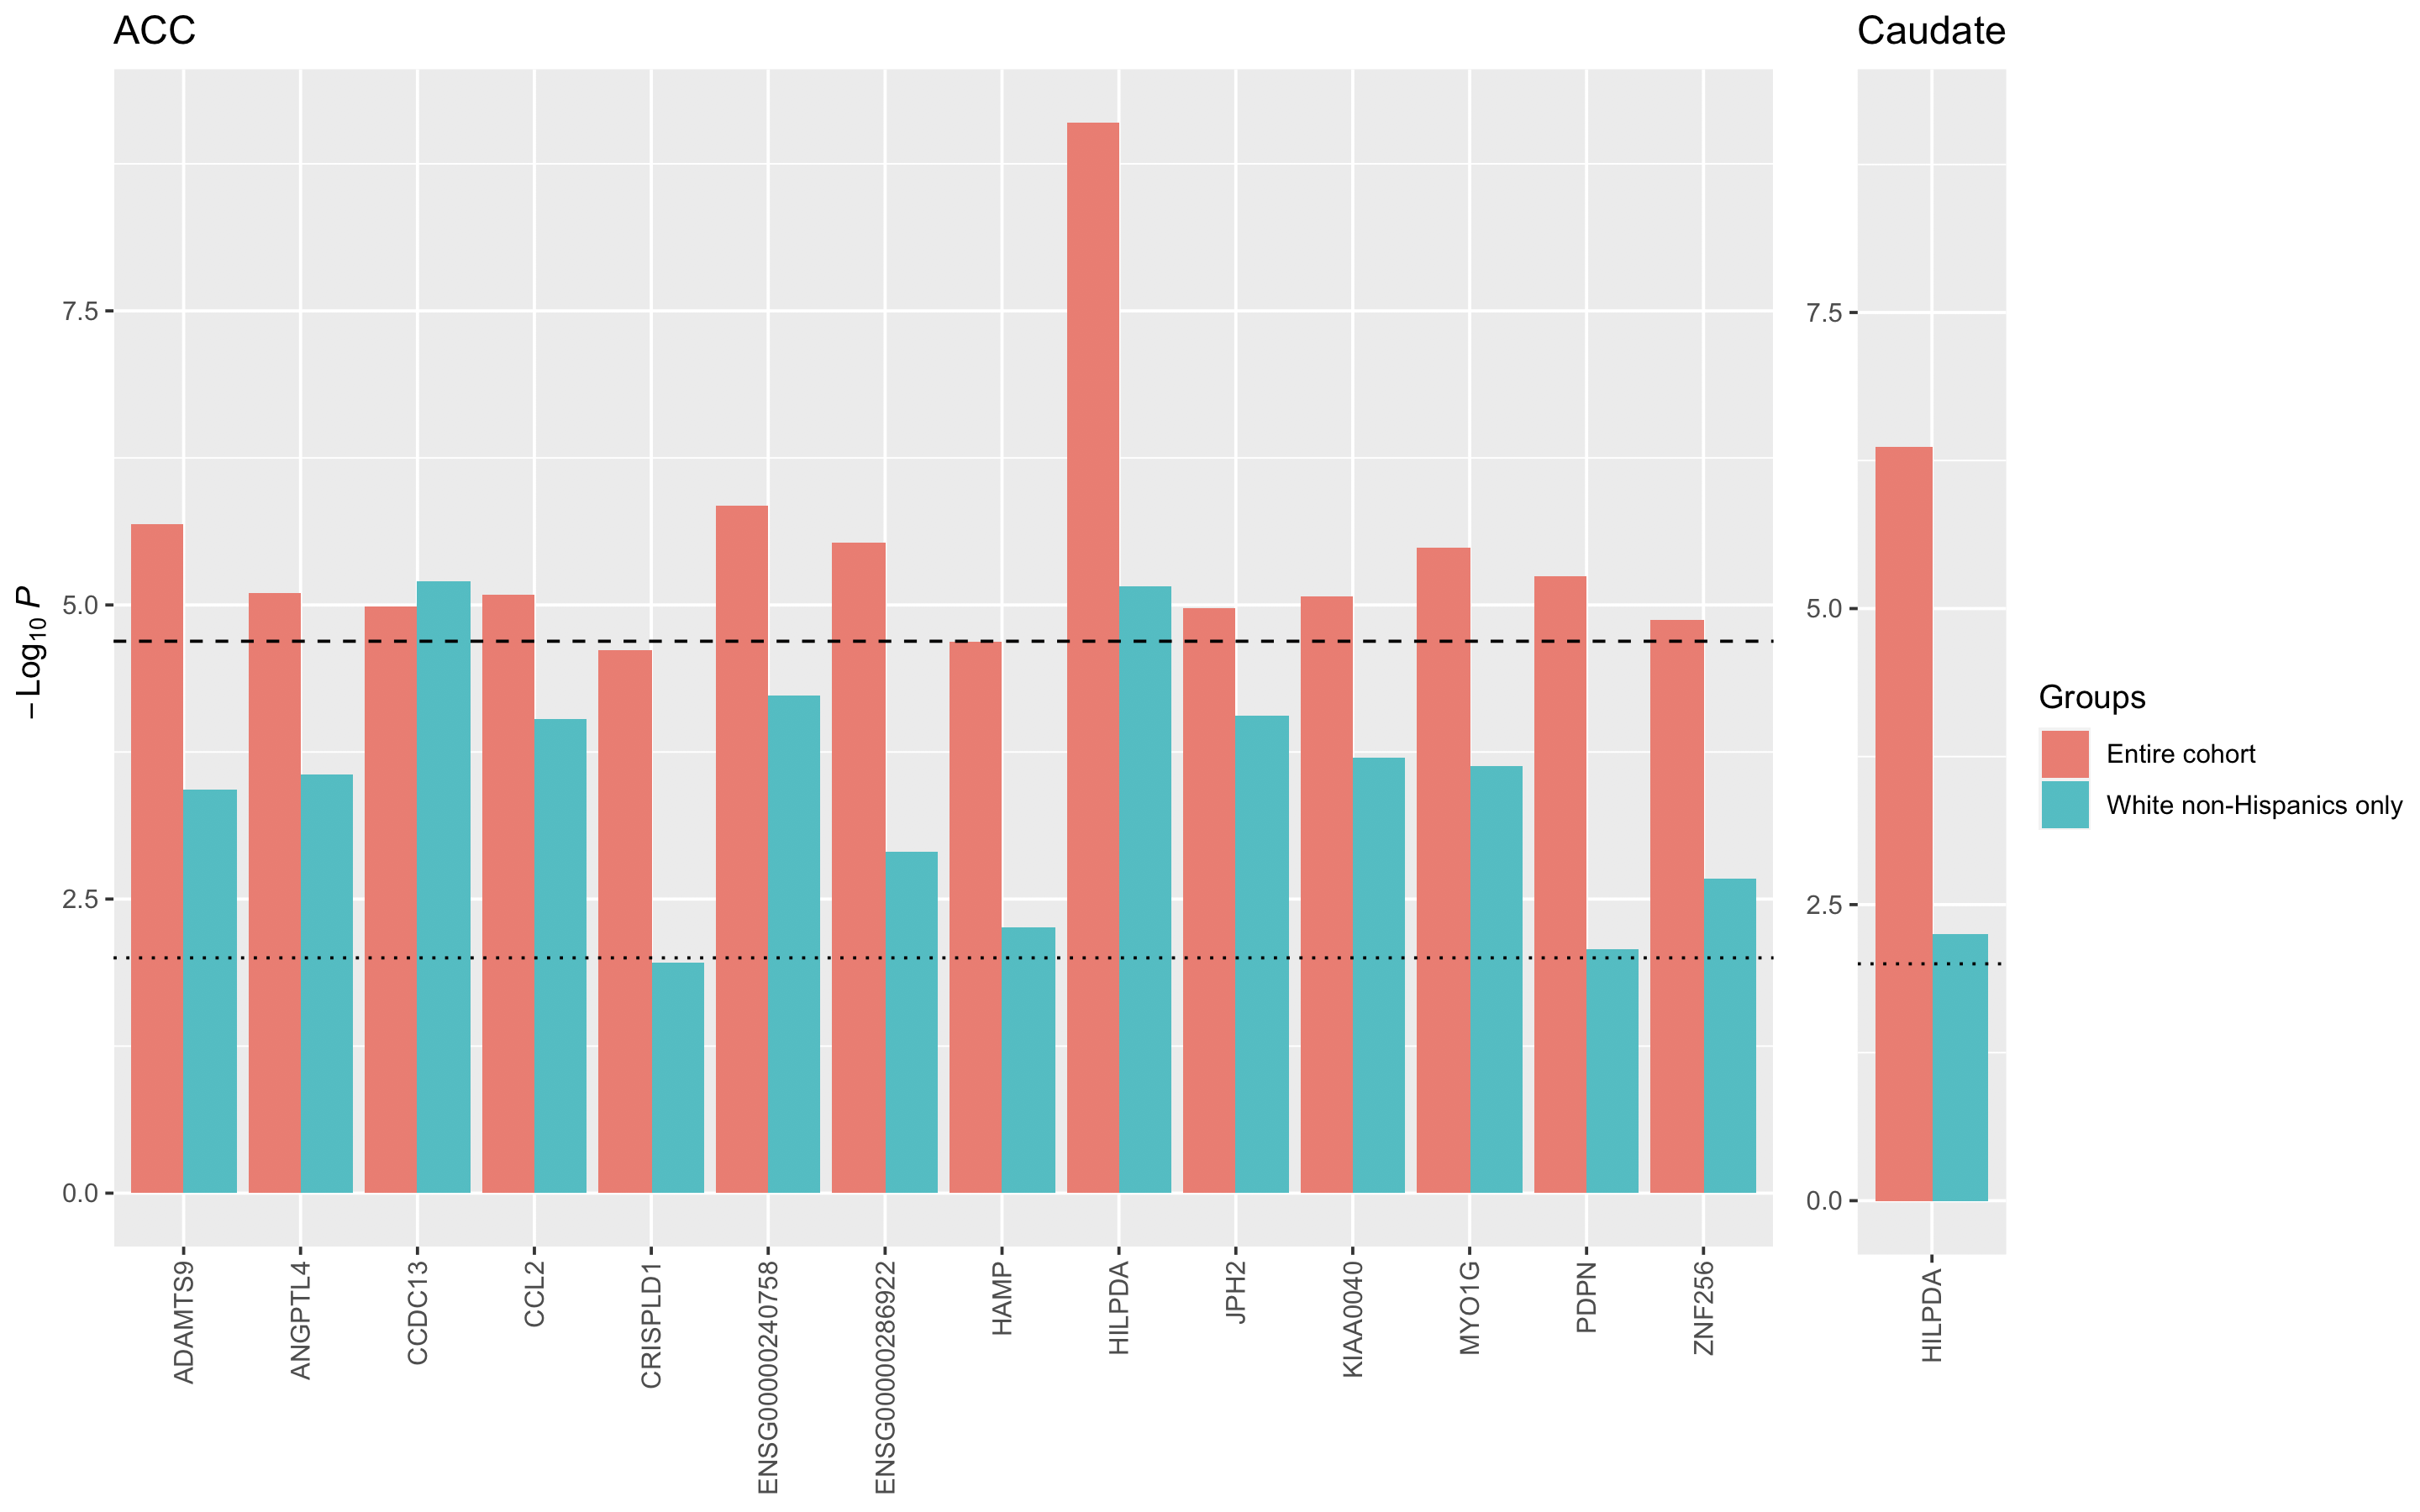 ACC
Caudate
− Log10 P
7.5
5.0
2.5
0.0
7.5
5.0
2.5
0.0
ADAMTS9
ANGPTL4
CCDC13
CCL2
CRISPLD1
ENSG00000240758
ENSG00000286922
HAMP
HILPDA
JPH2
KIAA0040
MYO1G
PDPN
ZNF256
HILPDA
Groups
Entire cohort
White non-Hispanics only